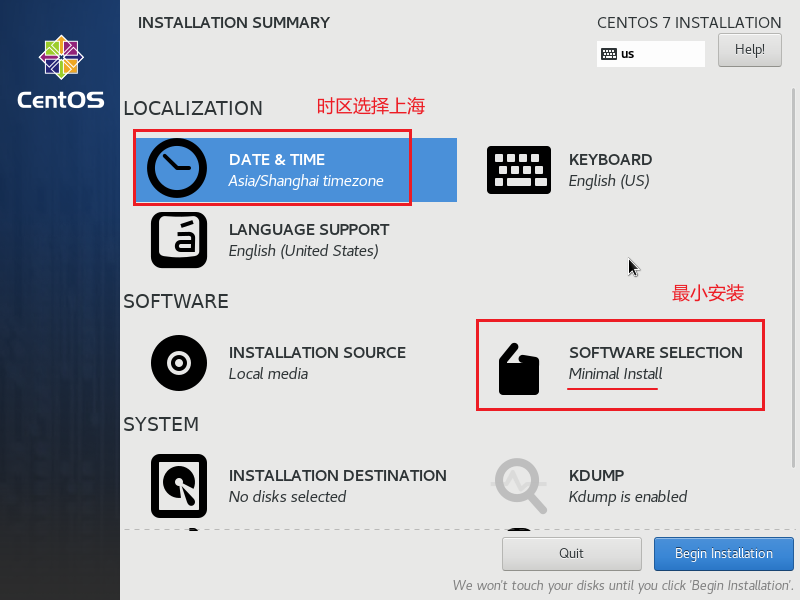 INSTALLATION SUMMARY
CENTOS 7 INSTALLATION
us
Help!
CentOS
LOCALIZATION
时区选择上海
DATE & TIME
Asia/Shanghai timezone
KEYBOARD
English (US)
á
LANGUAGE SUPPORT
English (United States)
最小安装
SOFTWARE
INSTALLATION SOURCE
Local media
SOFTWARE SELECTION
Minimal Install
SYSTEM
INSTALLATION DESTINATION
No disks selected
KDUMP
Kdump is enabled
Quit
Begin Installation
We won't touch your disks until you click 'Begin Installation'.